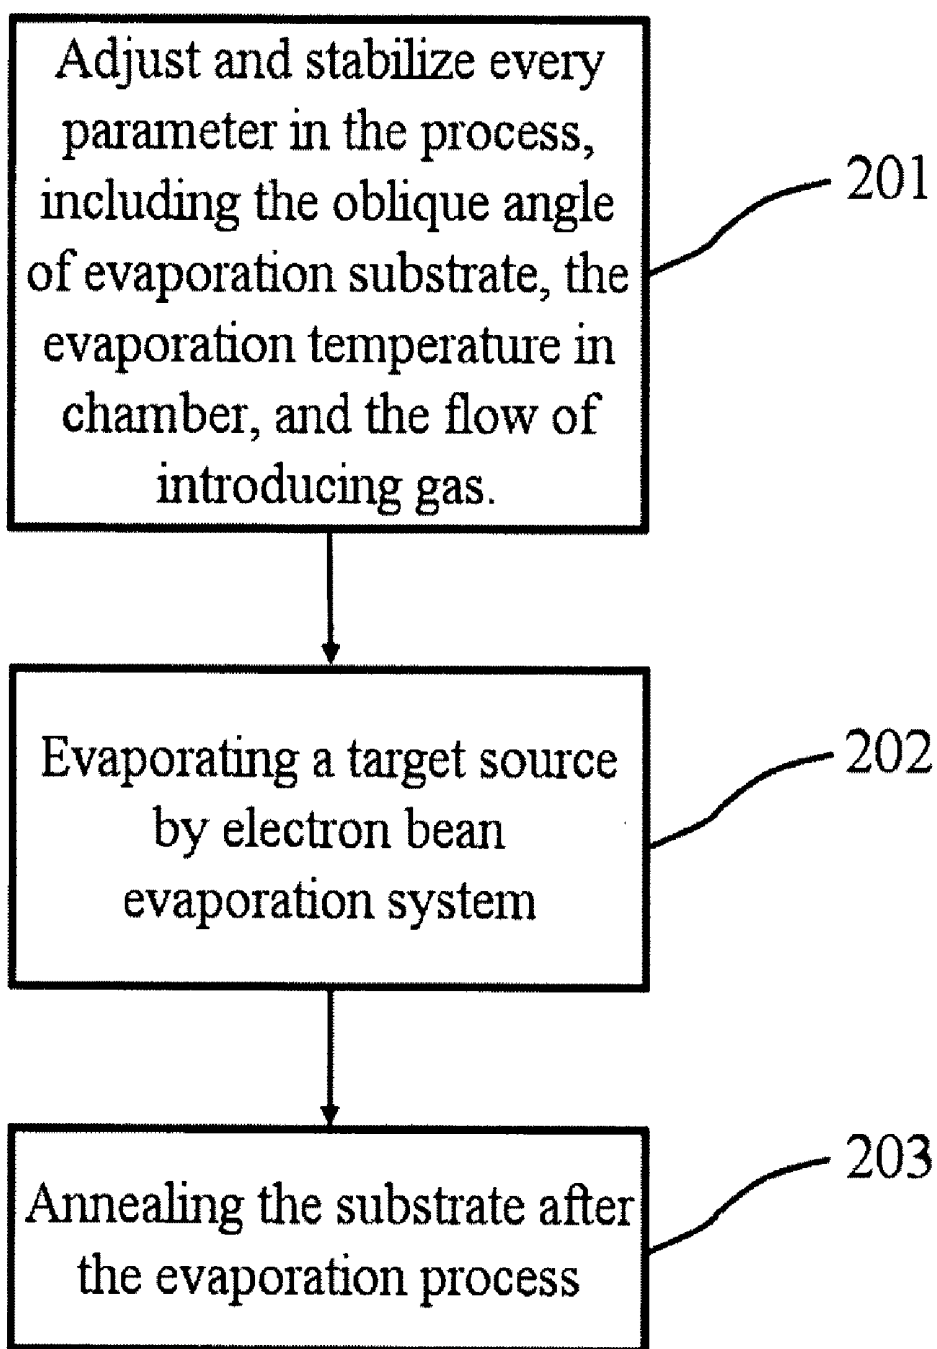 Adjust and stabilize every
parameter in the process,
including the oblique angle
of evaporation substrate, the
evaporation temperature in
chamber, and the flow of
introducing gas.
201
Evaporating a target source
by electron bean
evaporation system
202
Annealing the substrate after
the evaporation process
203